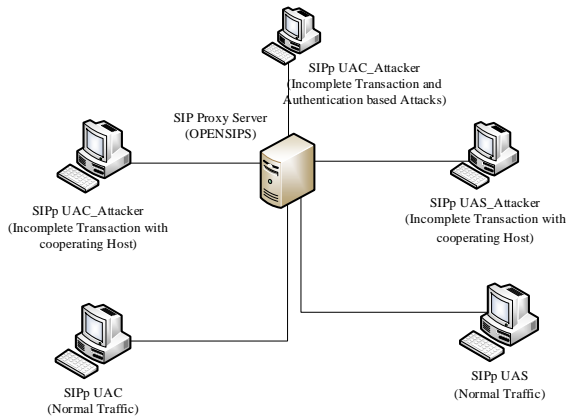 SIPp UAC_Attacker
(Incomplete Transaction and
Authentication based Attacks)
SIP Proxy Server
(OPENSIPS)
SIPp UAC_Attacker
(Incomplete Transaction with
cooperating Host)
SIPp UAS_Attacker
(Incomplete Transaction with
cooperating Host)
SIPp UAC
(Normal Traffic)
SIPp UAS
(Normal Traffic)